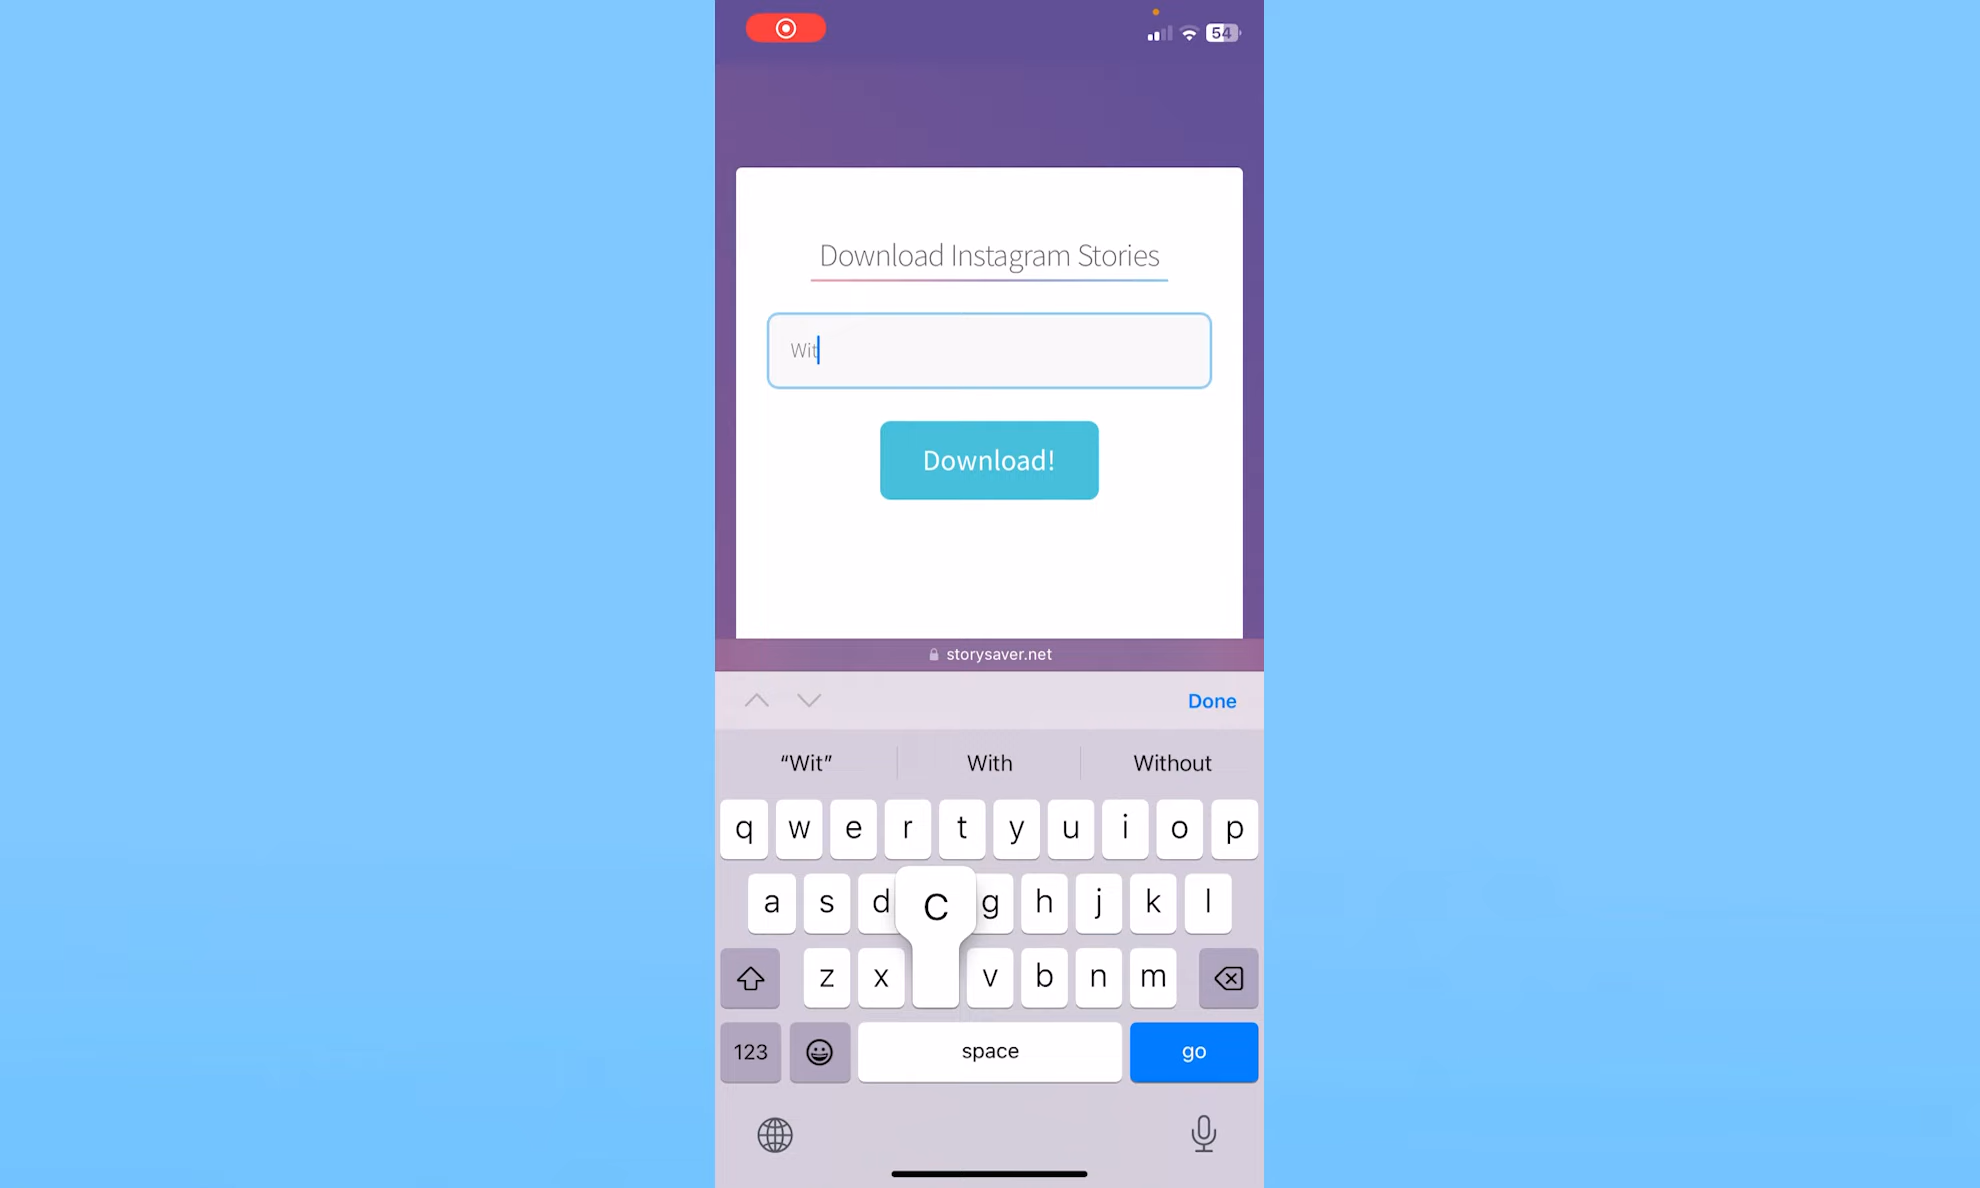 54
Download Instagram Stories
Wit
Download!
storysaver.net
Done
“Wit” With Without
q w e r t y u i o p
a s d C g h j k l
z x v b n m
123 space go